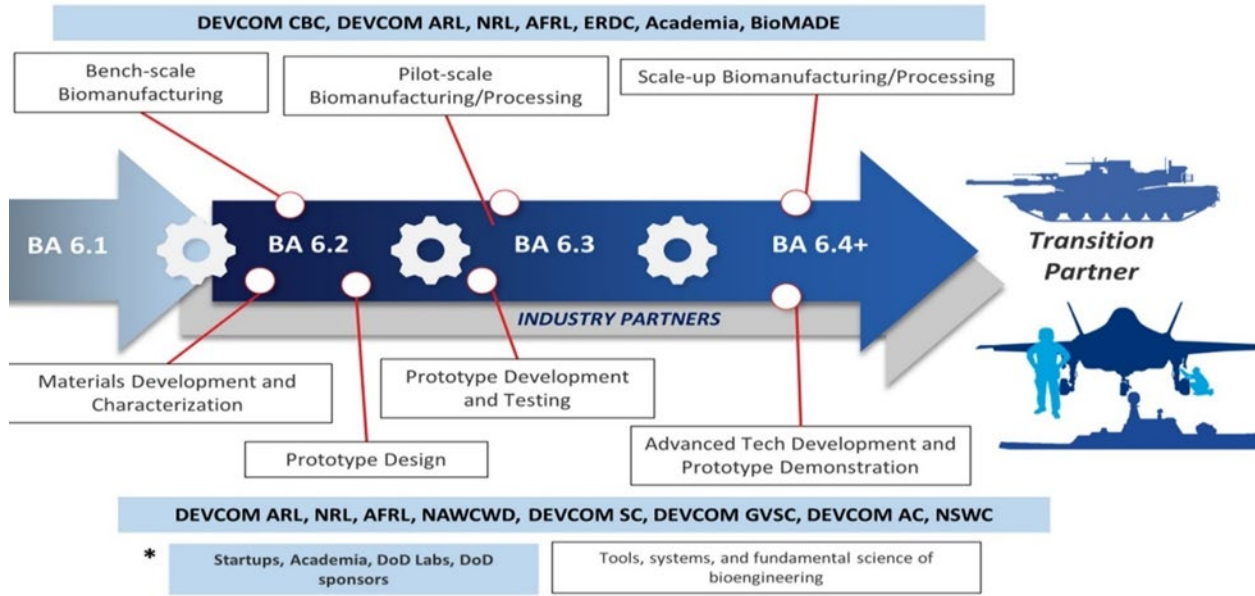 DEVCOM CBC, DEVCOM ARL, NRL, AFRL, ERDC, Academia, BioMADE
Bench-scale
Biomanufacturing
Pilot-scale
Biomanufacturing/Processing
Scale-up Biomanufacturing/Processing
BA 6.1
BA 6.2
BA 6.3
BA 6.4+
Transition
Partner
INDUSTRY PARTNERS
Materials Development and
Characterization
Prototype Development
and Testing
Prototype Design
Advanced Tech Development and
Prototype Demonstration
DEVCOM ARL, NRL, AFRL, NAWCWD, DEVCOM SC, DEVCOM GVSC, DEVCOM AC, NSWC
*
Startups, Academia, DoD Labs, DoD
sponsors
Tools, systems, and fundamental science of
bioengineering